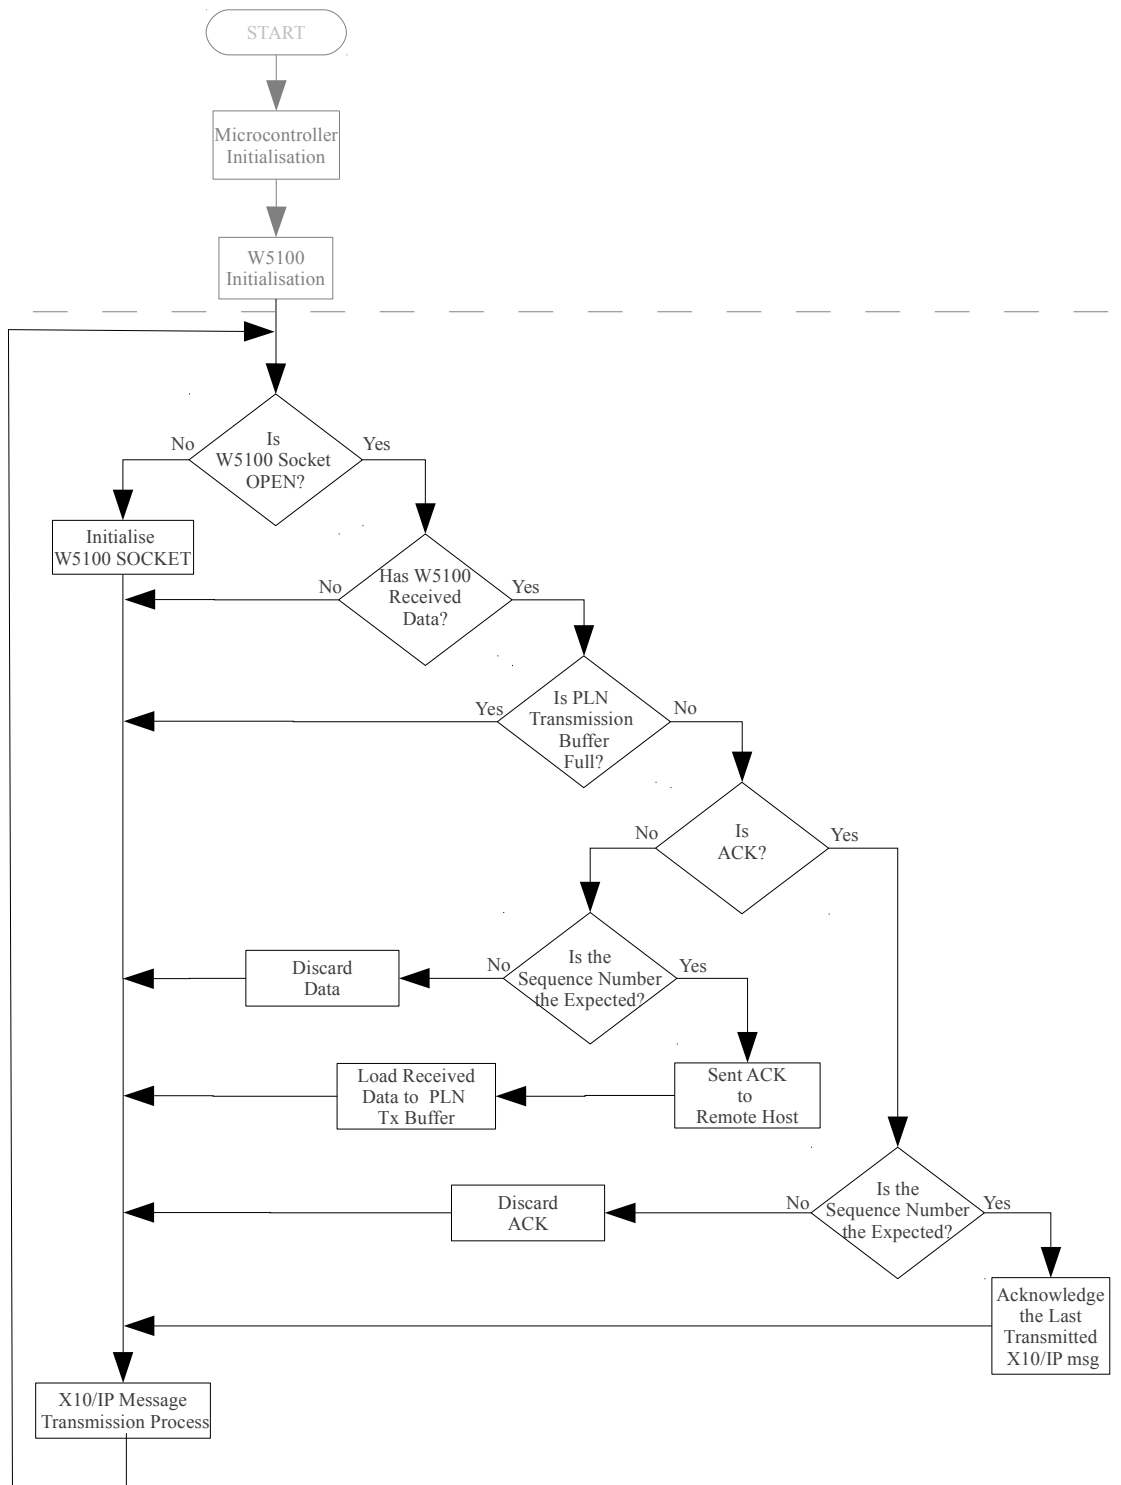 START
Microcontroller
Initialisation
W5100
Initialisation
No
Is
W5100 Socket
OPEN?
Yes
Initialise
W5100 SOCKET
No
Has W5100
Received
Data?
Yes
Yes
Is PLN
Transmission
Buffer
Full?
No
No
Is
ACK?
Yes
Discard
Data
No
Is the
Sequence Number
the Expected?
Yes
Load Received
Data to PLN
Tx Buffer
Sent ACK
to
Remote Host
Discard
ACK
No
Is the
Sequence Number
the Expected?
Yes
Acknowledge
the Last
Transmitted
X10/IP msg
X10/IP Message
Transmission Process